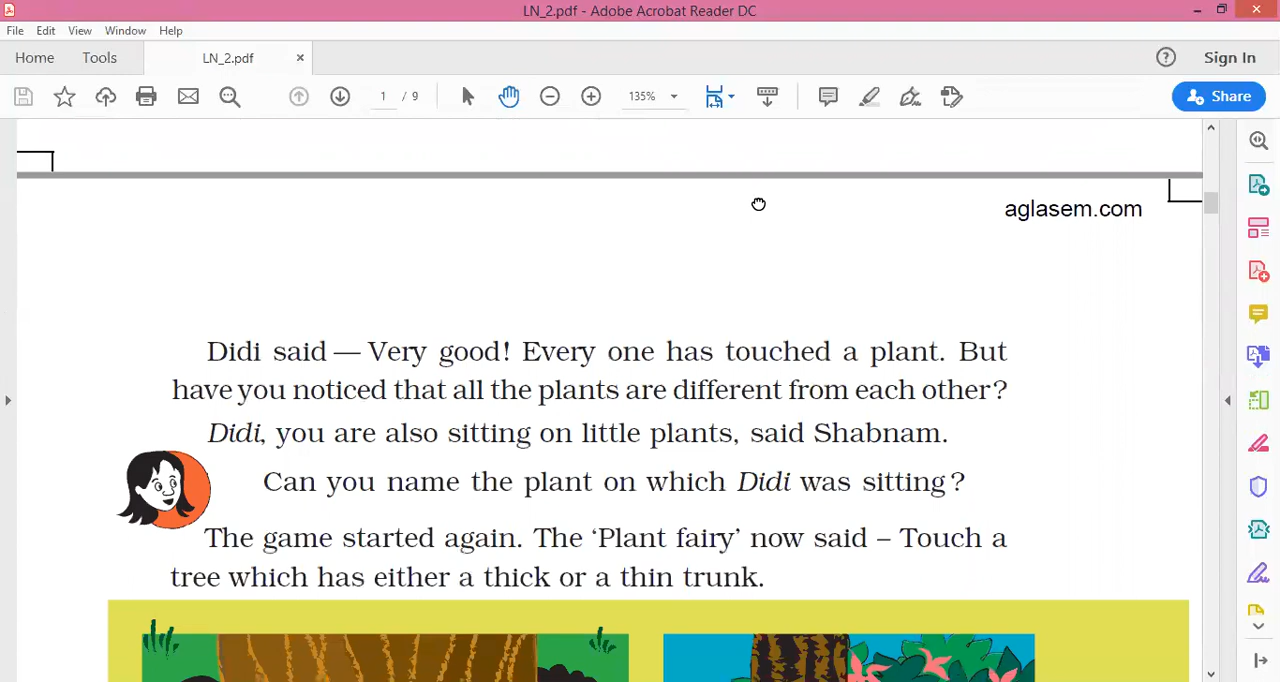 LN_2.pdf - Adobe Acrobat Reader DC
File Edit View Window Help
Home Tools LN_2.pdf × Sign In
1 / 9 135% Share
aglasem.com
Didi said — Very good! Every one has touched a plant. But
have you noticed that all the plants are different from each other?
Didi, you are also sitting on little plants, said Shabnam.
Can you name the plant on which Didi was sitting?
The game started again. The ‘Plant fairy’ now said – Touch a
tree which has either a thick or a thin trunk.